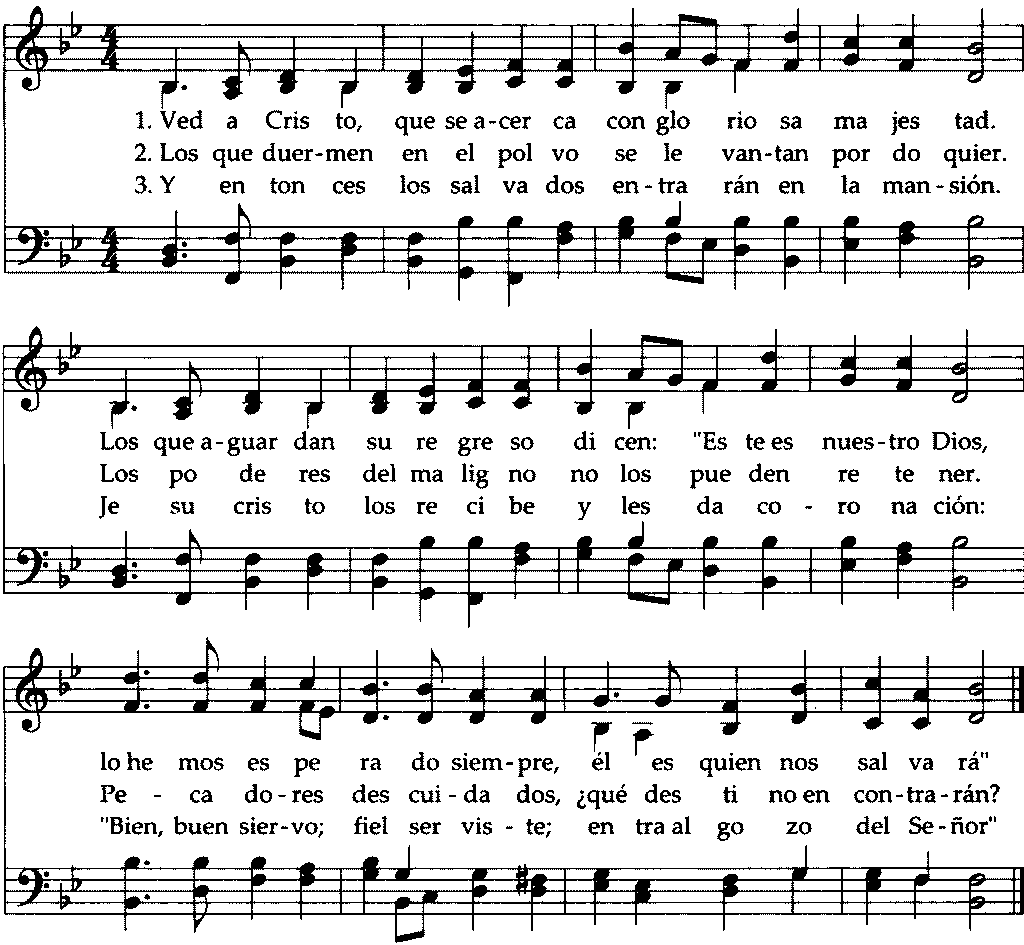 1. Ved a Cris to, que se a-cer ca con glo rio sa ma jes tad.
2. Los que duer-men en el pol vo se le van-tan por do quier.
3. Y en ton ces los sal va dos en-tra rán en la man-sión.
Los que a-guar dan su re gre so di cen: "Es te es nues-tro Dios,
Los po de res del ma lig no no los pue den re te ner.
Je su cris to los re ci be y les da co - ro na ción:
lo he mos es pe ra do siem-pre, él es quien nos sal va rá"
Pe - ca do-res des cui-da dos, ¿qué des ti no en con-tra-rán?
"Bien, buen sier-vo; fiel ser vis - te; en tra al go zo del Se-ñor"